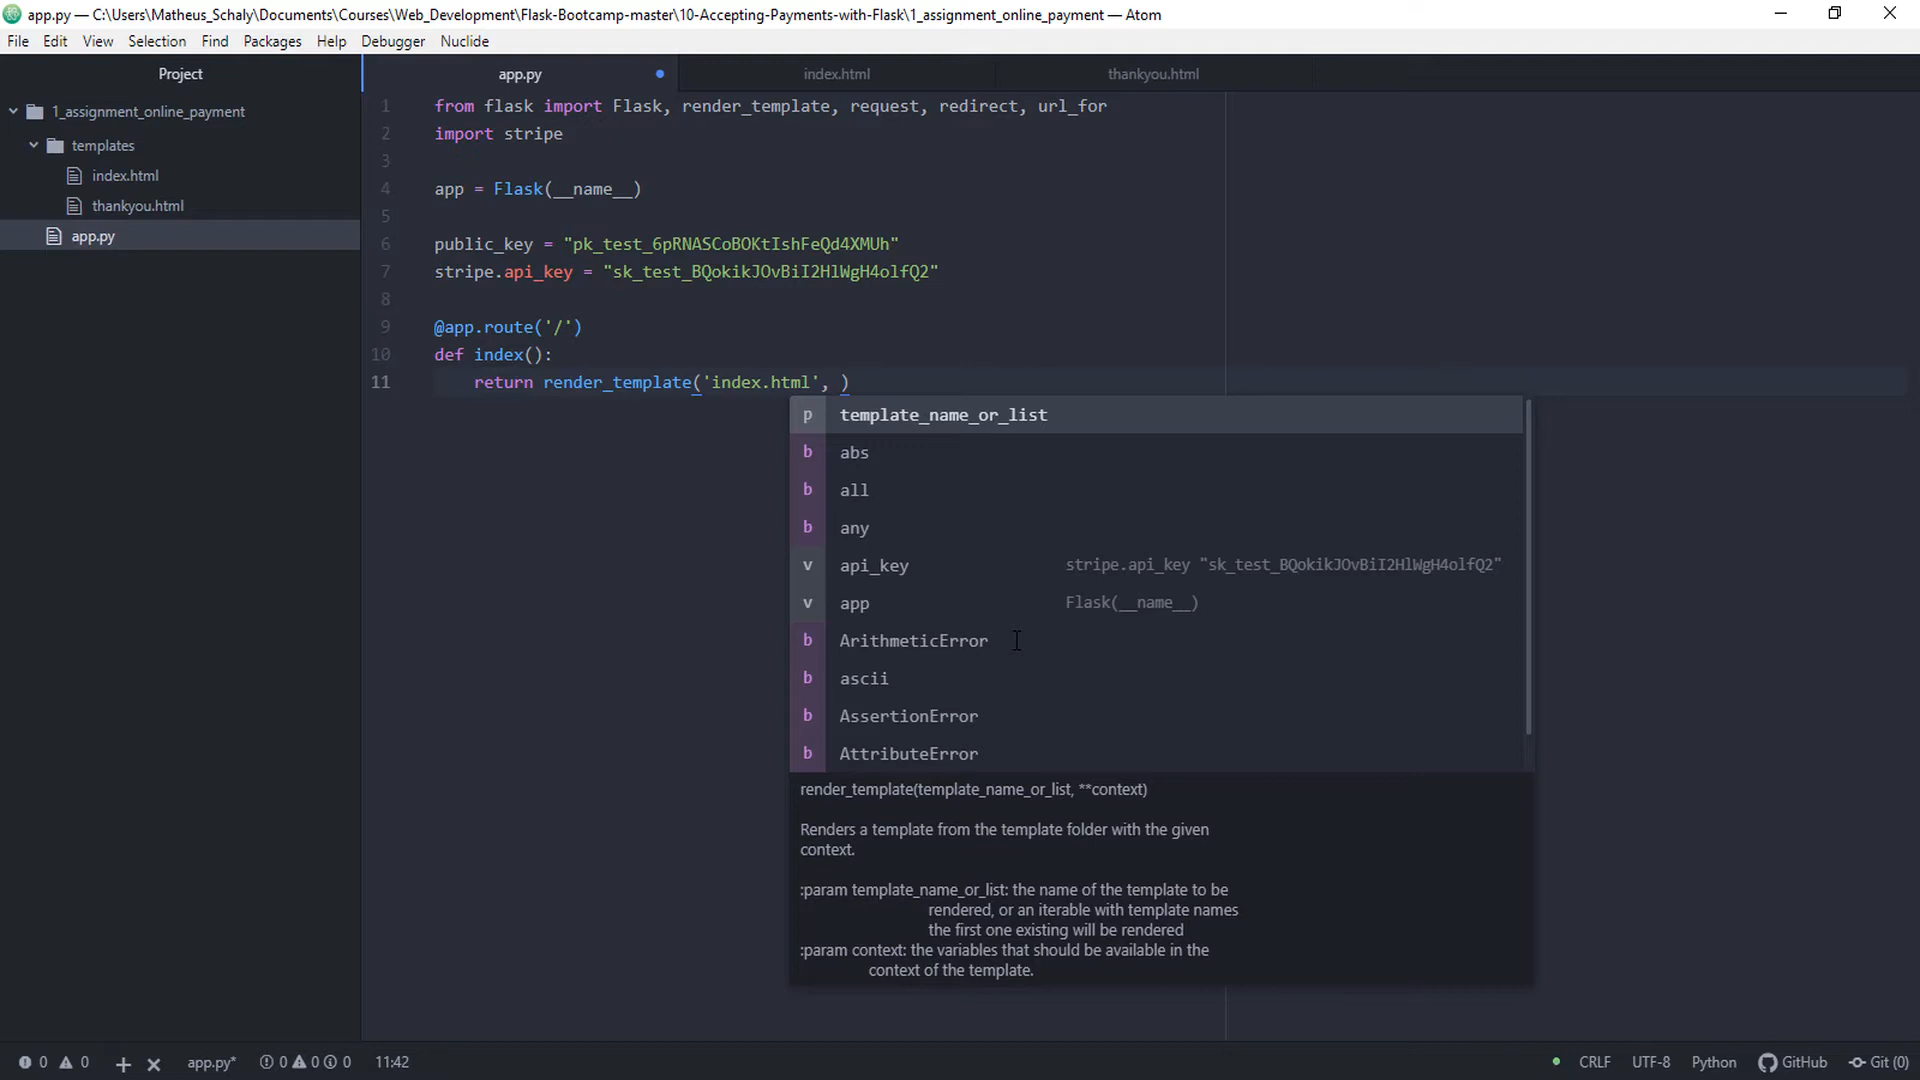 app.py — C:\Users\Matheus_Schaly\Documents\Courses\Web_Development\Flask-Bootcamp-master\10-Accepting-Payments-with-Flask\1_assignment_online_payment — Atom
File Edit View Selection Find Packages Help Debugger Nuclide
Project
app.py index.html thankyou.html
1_assignment_online_payment
templates
index.html
thankyou.html
app.py
1 from flask import Flask, render_template, request, redirect, url_for
2 import stripe
3
4 app = Flask(__name__)
5
6 public_key = "pk_test_6pRNASCoBOKtIshFeQd4XMUh"
7 stripe.api_key = "sk_test_BQokikJOvBiI2HlWgH4olfQ2"
8
9 @app.route('/')
10 def index():
11 return render_template('index.html', )
p template_name_or_list
b abs
b all
b any
v api_key stripe.api_key "sk_test_BQokikJOvBiI2HlWgH4olfQ2"
v app Flask(__name__)
b ArithmeticError
b ascii
b AssertionError
b AttributeError
render_template(template_name_or_list, **context)
Renders a template from the template folder with the given
context.
:param template_name_or_list: the name of the template to be
rendered, or an iterable with template names
the first one existing will be rendered
:param context: the variables that should be available in the
context of the template.
0 0 app.py* 0 0 0 11:42 CRLF UTF-8 Python GitHub Git (0)